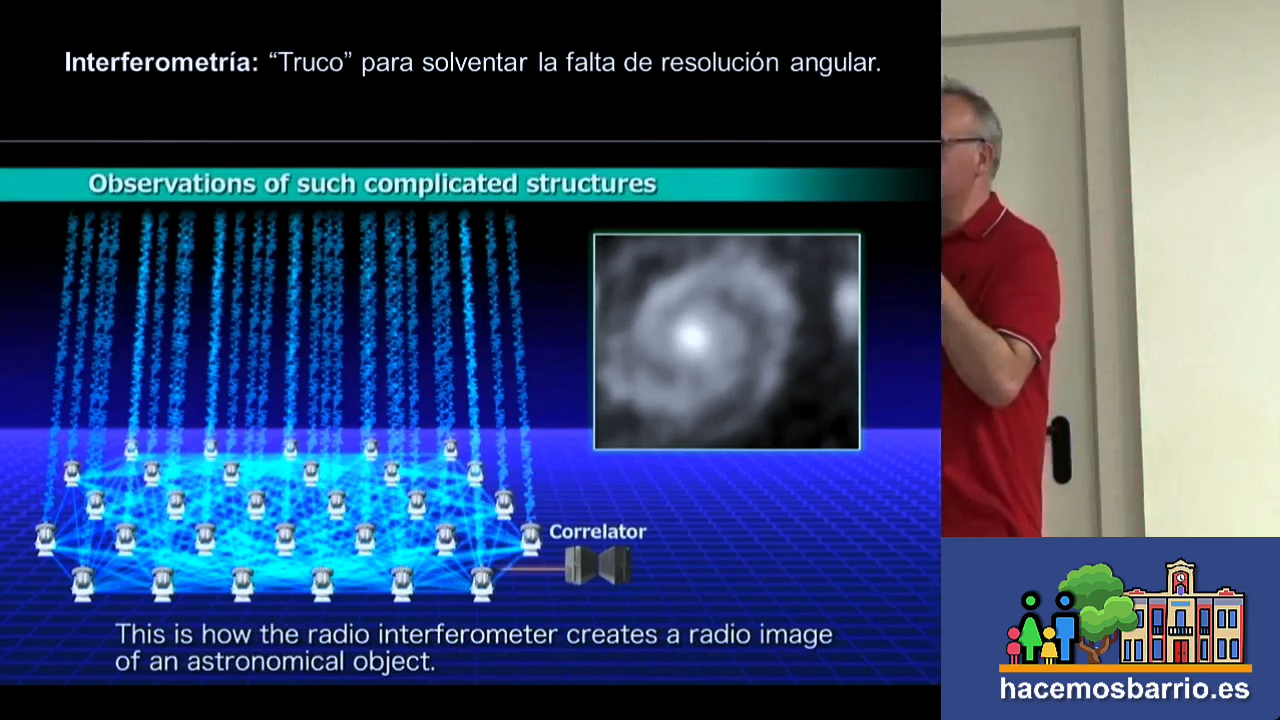 Interferometría: “Truco” para solventar la falta de resolución angular.
Observations of such complicated structures
Correlator
This is how the radio interferometer creates a radio image
of an astronomical object.
hacemosbarrio.es